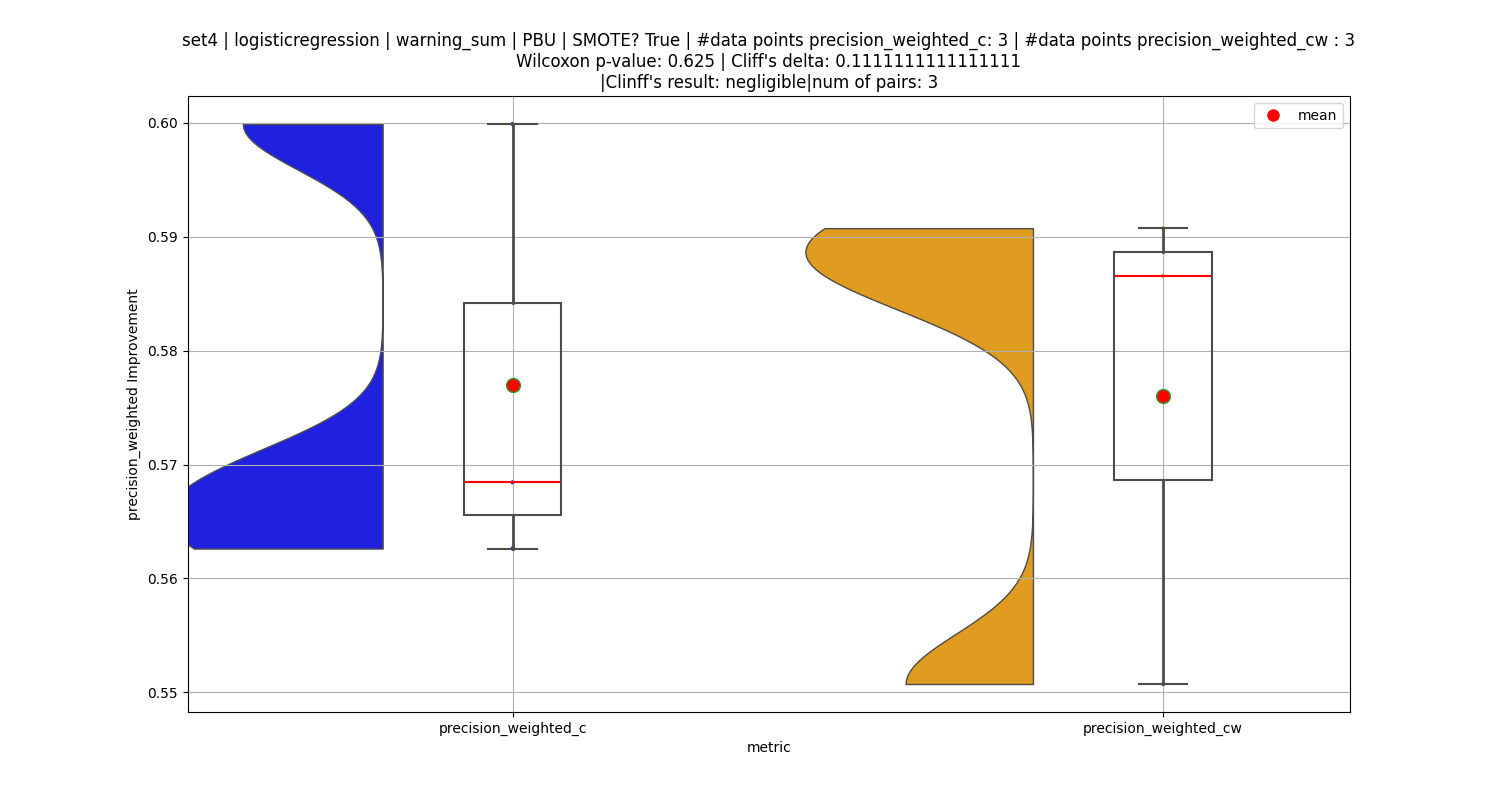 set4 | logisticregression | warning_sum | PBU | SMOTE? True | #data points precision_weighted_c: 3 | #data points precision_weighted_cw : 3
Wilcoxon p-value: 0.625 | Cliff's delta: 0.1111111111111111
|Clinff's result: negligible|num of pairs: 3
mean
precision_weighted Improvement
0.60
0.59
0.58
0.57
0.56
0.55
precision_weighted_c
precision_weighted_cw
metric